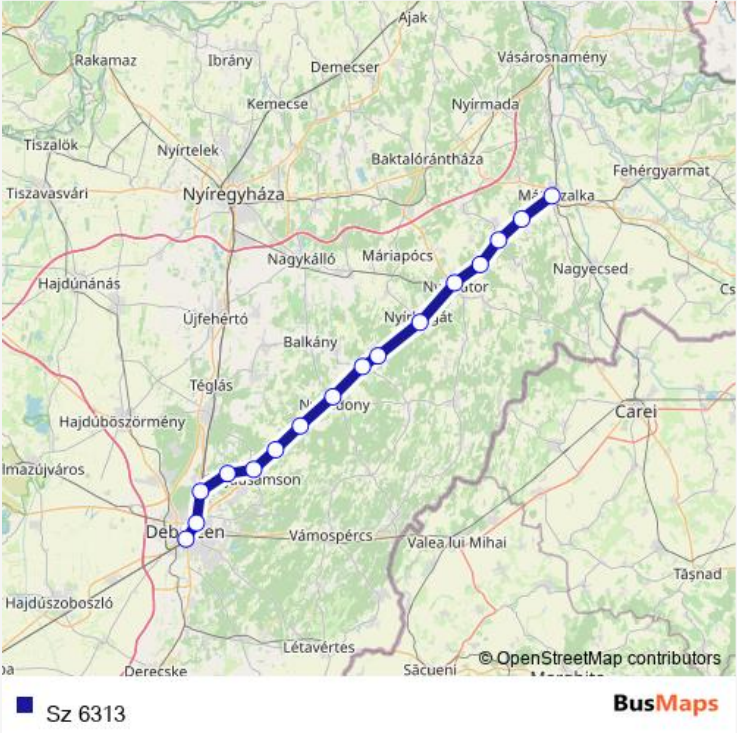 Ajak
Rakamaz
Ibrány
Demecser
Vásárosnamény
Kemecse
Nyírmada
Tiszalök
Nyírtelek
Baktalórántháza
Fehérgyarmat
Tiszavasvári
Nyíregyháza
Nagykálló
Máriapócs
Nagyecsed
Hajdúnánás
Újfehértó
Balkány
Téglás
Carei
Hajdúböszörmény
lmazújváros
Vámospércs
Valea lui Mihai
Tășnad
Hajdúszoboszló
Létavértes
© OpenStreetMap contributors
Derecske
Săcueni
Sz 6313
BusMaps